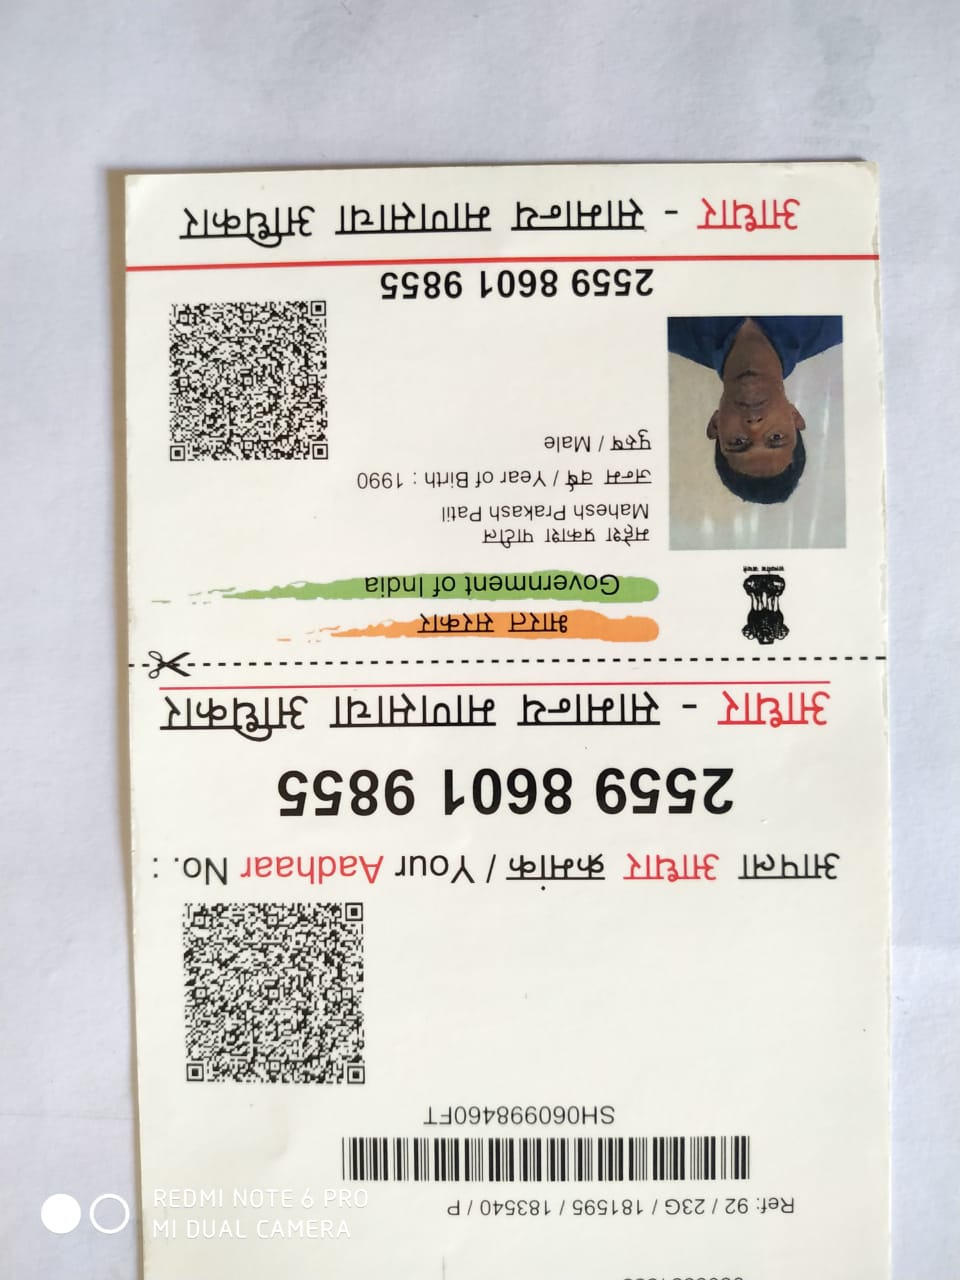 Ref: 92 / 23G / 181595 / 183540 / P
SH060998460FT
आपला आधार क्रमांक / Your Aadhaar No. :
2559 8601 9855
आधार - सामान्य माणसाचा अधिकार
भारत सरकार
Government of India
सत्यमेव जयते
महेश प्रकाश पाटील
Mahesh Prakash Patil
जन्म वर्ष / Year of Birth : 1990
पुरुष / Male
2559 8601 9855
आधार - सामान्य माणसाचा अधिकार
REDMI NOTE 6 PRO
MI DUAL CAMERA